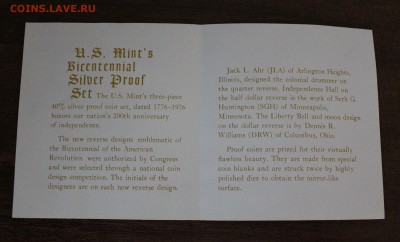 COINS.LAVE.RU
U.S. Mint's
Bicentennial
Silver Proof
Set The U.S. Mint's three-piece
40% silver proof coin set, dated 1776-1976
honors our nation's 200th anniversary
of independence.
The new reverse designs emblematic of
the Bicentennial of the American
Revolution were authorized by Congress
and were selected through a national coin
design competition. The initials of the
designers are on each new reverse design.
Jack L. Ahr (JLA) of Arlington Heights,
Illinois, designed the colonial drummer on
the quarter reverse. Independence Hall on
the half dollar reverse is the work of Seth G.
Huntington (SGH) of Minneapolis,
Minnesota. The Liberty Bell and moon design
on the dollar reverse is by Dennis R.
Williams (DRW) of Columbus, Ohio.
Proof coins are prized for their virtually
flawless beauty. They are made from special
coin blanks and are struck twice by highly
polished dies to obtain the mirror-like
surface.